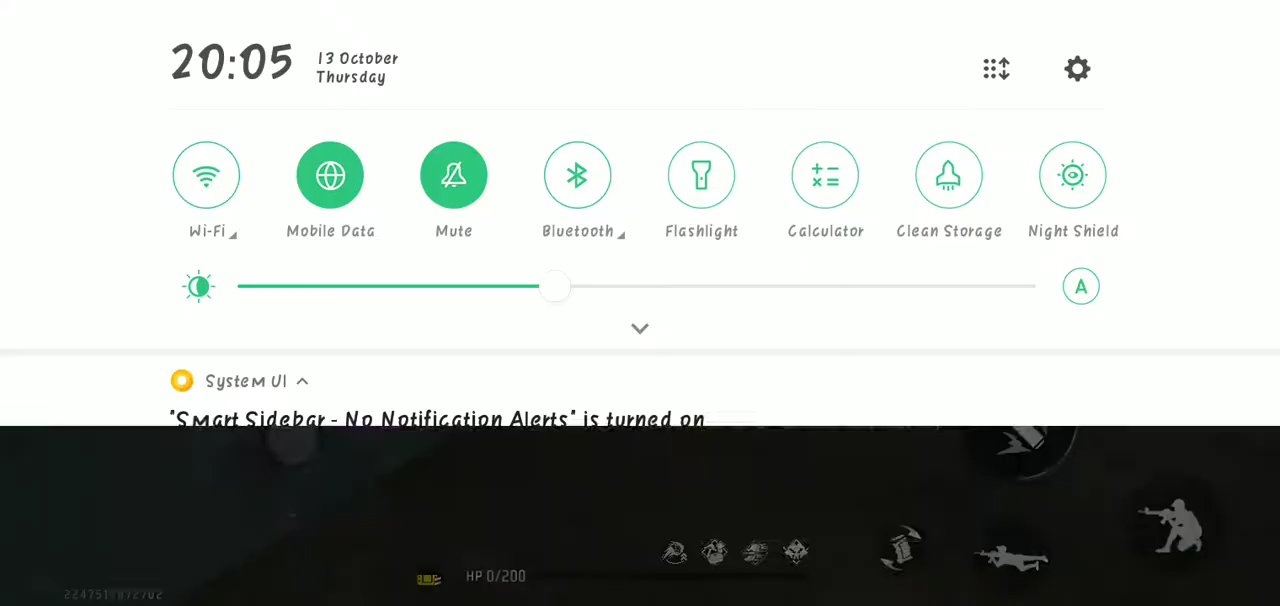 20:05
13 October
Thursday
Wi-Fi
Mobile Data
Mute
Bluetooth
Flashlight
Calculator
Clean Storage
Night Shield
A
System UI
"Smart Sidebar - No Notification Alerts" is turned on
HP 0/200